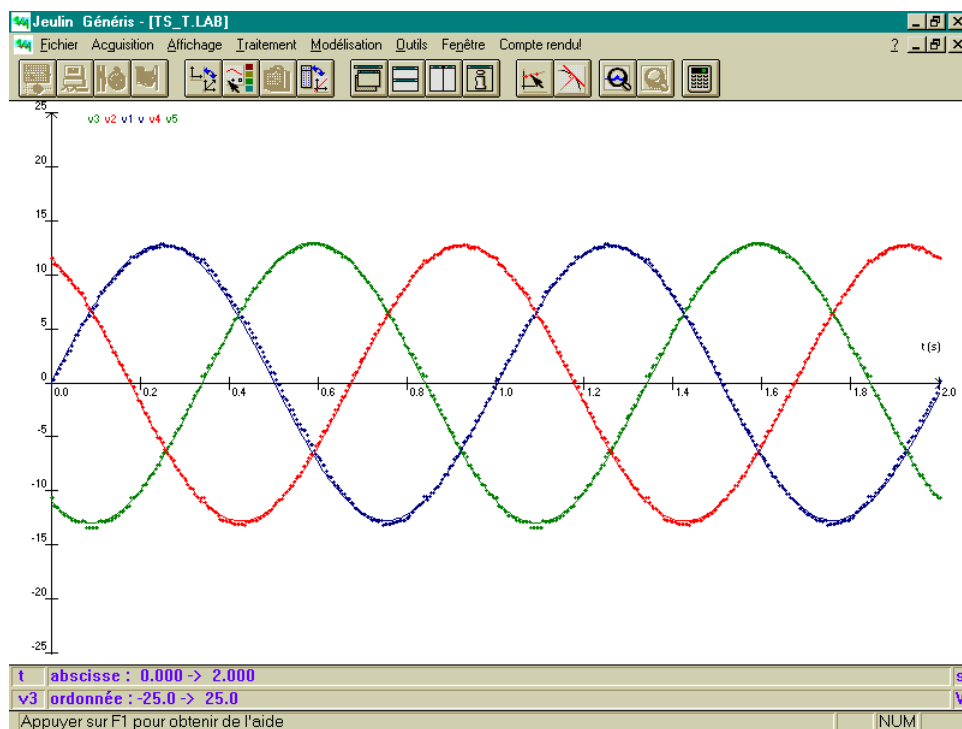 Jeulin Généris - [TS_T.LAB]
Fichier Acquisition Affichage Traitement Modélisation Outils Fenêtre Compte rendu! ?
25
v3 v2 v1 v v4 v5
20
15
10
5
t (s)
0
0.0 0.2 0.4 0.6 0.8 1.0 1.2 1.4 1.6 1.8 2.0
-5
-10
-15
-20
-25
t abscisse : 0.000 -> 2.000 s
v3 ordonnée : -25.0 -> 25.0 V
Appuyer sur F1 pour obtenir de l'aide NUM